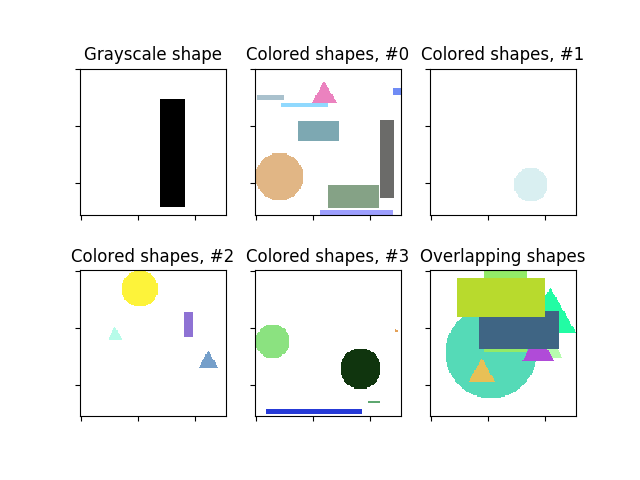 Grayscale shape
Colored shapes, #0
Colored shapes, #1
Colored shapes, #2
Colored shapes, #3
Overlapping shapes